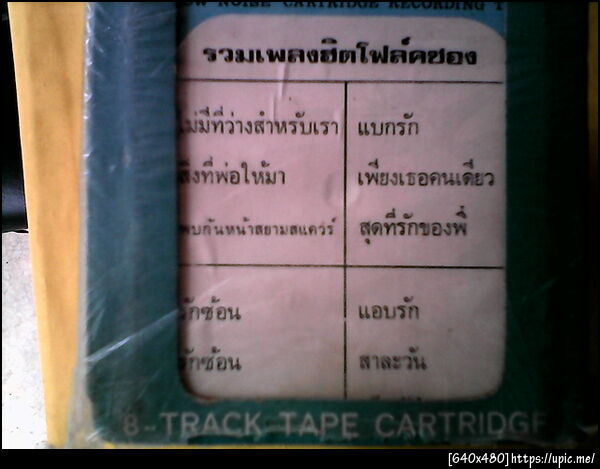 NOISE CARTRIDGE RECORDING
รวมเพลงฮิตโฟล์คซอง
ไม่มีที่ว่างสำหรับเรา แบกรัก
สิ่งที่พ่อให้มา เพียงเธอคนเดียว
พบกันหน้าสยามสแควร์ สุดที่รักของพี่
รักซ้อน แอบรัก
รักซ้อน สาละวัน
8-TRACK TAPE CARTRIDGE
[640x480]https://upic.me/